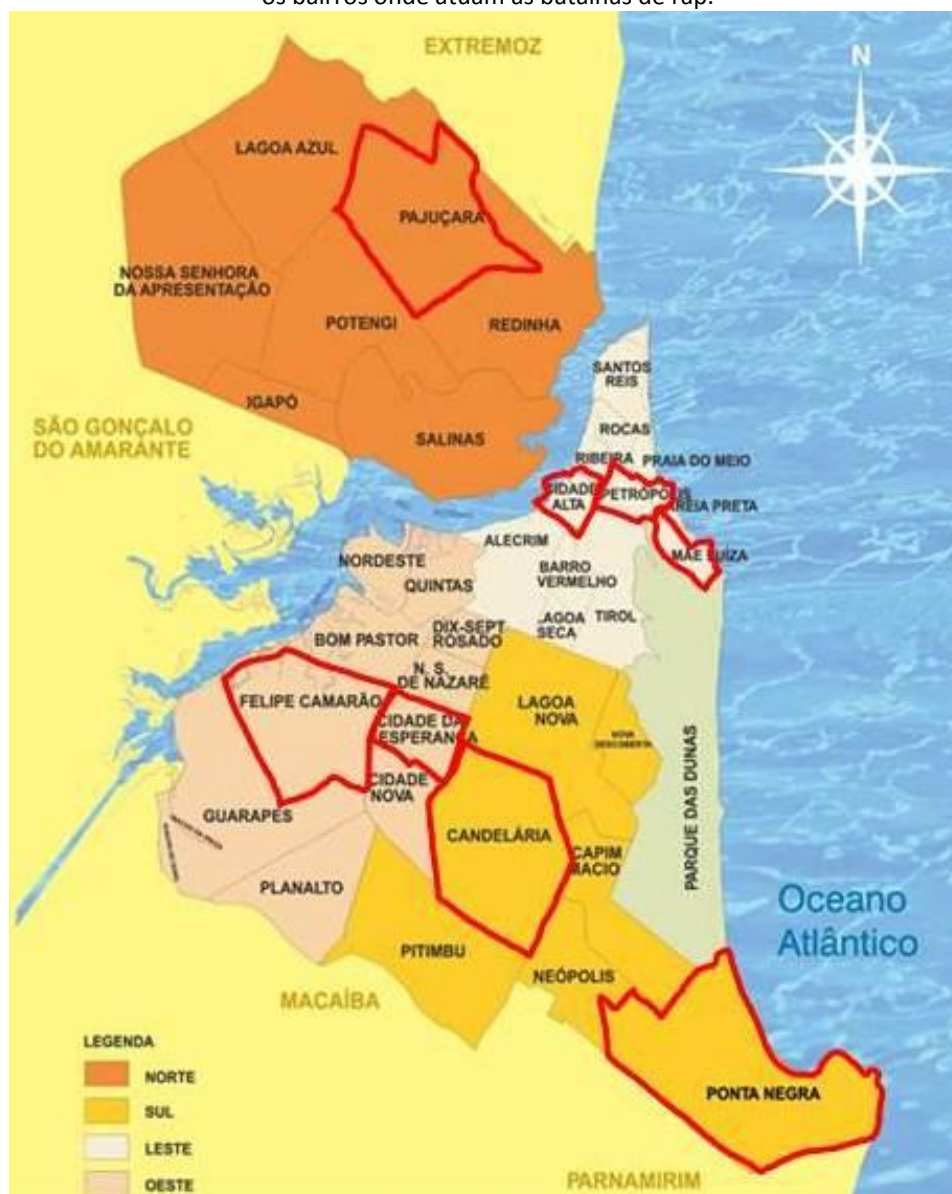 os bairros onde atuam as batalhas de rap.
EXTREMOZ
N
LAGOA AZUL
PAJUÇARA
NOSSA SENHORA
DA APRESENTAÇÃO
POTENGI
REDINHA
SANTOS
REIS
IGAPÓ
SÃO GONÇALO
DO AMARANTE
SALINAS
ROCAS
RIBEIRA
PRAIA DO MEIO
CIDADE
ALTA
PETRÓPOLIS
AREIA PRETA
ALECRIM
MÃE LUÍZA
NORDESTE
BARRO
VERMELHO
QUINTAS
LAGOA
SECA
TIROL
DIX-SEPT
ROSADO
BOM PASTOR
N. S.
DE NAZARÉ
FELIPE CAMARÃO
LAGOA
NOVA
CIDADE DA
ESPERANÇA
NOVA
DESCOBERTA
CIDADE
NOVA
GUARAPES
CANDELÁRIA
PARQUE DAS DUNAS
CAPIM
MACIO
PLANALTO
Oceano
Atlântico
PITIMBU
NEÓPOLIS
MACAÍBA
LEGENDA
NORTE
SUL
LESTE
OESTE
PONTA NEGRA
PARNAMIRIM